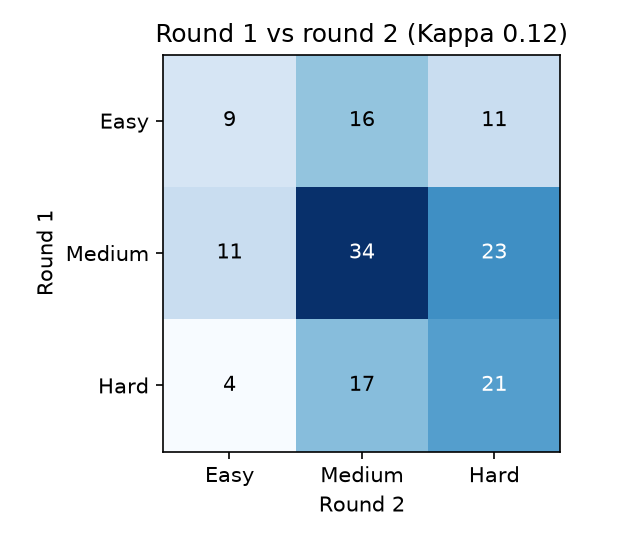 Round 1 vs round 2 (Kappa 0.12)
Round 1
Easy 9 16 11
Medium 11 34 23
Hard 4 17 21
Easy Medium Hard
Round 2